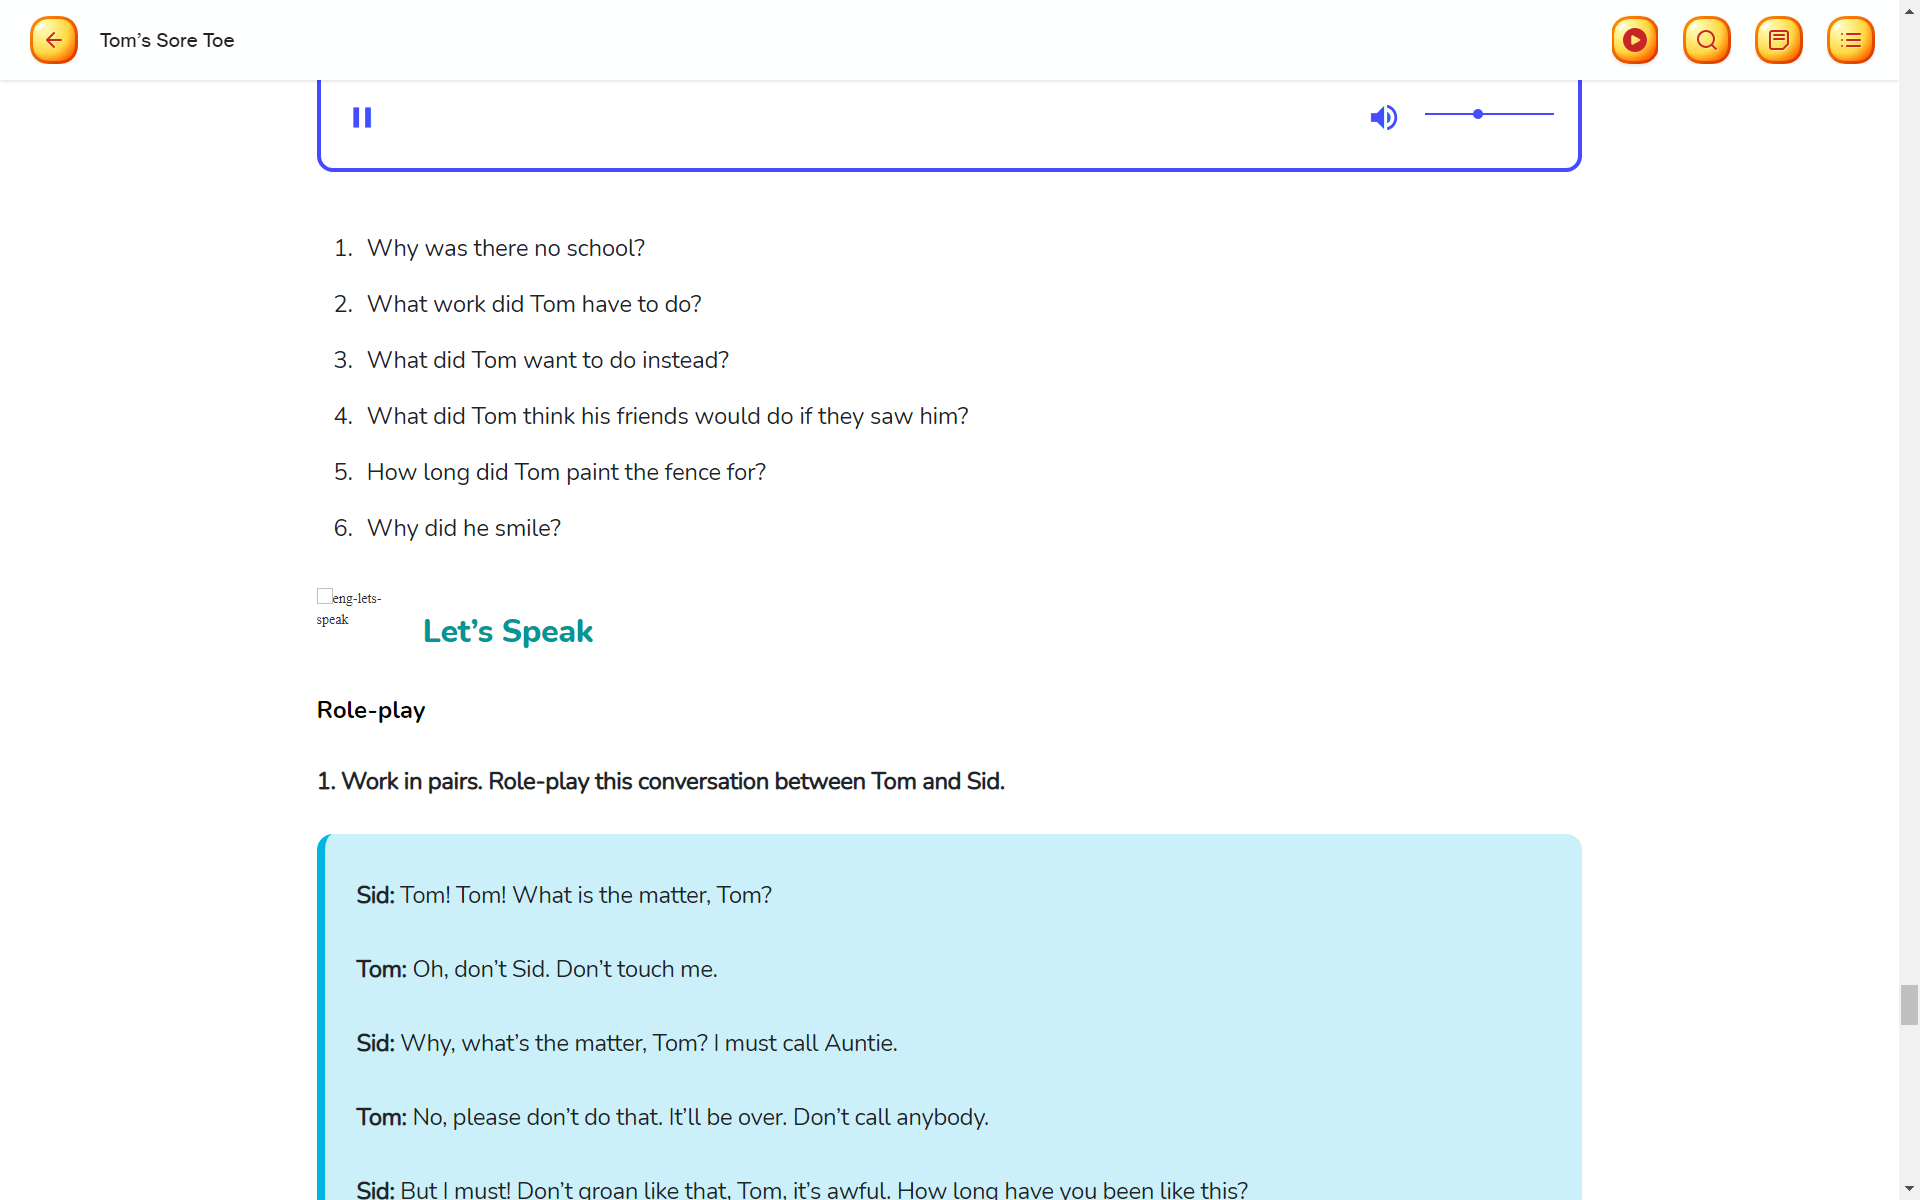 Tom’s Sore Toe
1. Why was there no school?
2. What work did Tom have to do?
3. What did Tom want to do instead?
4. What did Tom think his friends would do if they saw him?
5. How long did Tom paint the fence for?
6. Why did he smile?
eng-lets-
speak
Let’s Speak
Role-play
1. Work in pairs. Role-play this conversation between Tom and Sid.
Sid: Tom! Tom! What is the matter, Tom?
Tom: Oh, don’t Sid. Don’t touch me.
Sid: Why, what’s the matter, Tom? I must call Auntie.
Tom: No, please don’t do that. It’ll be over. Don’t call anybody.
Sid: But I must! Don’t groan like that, Tom, it’s awful. How long have you been like this?